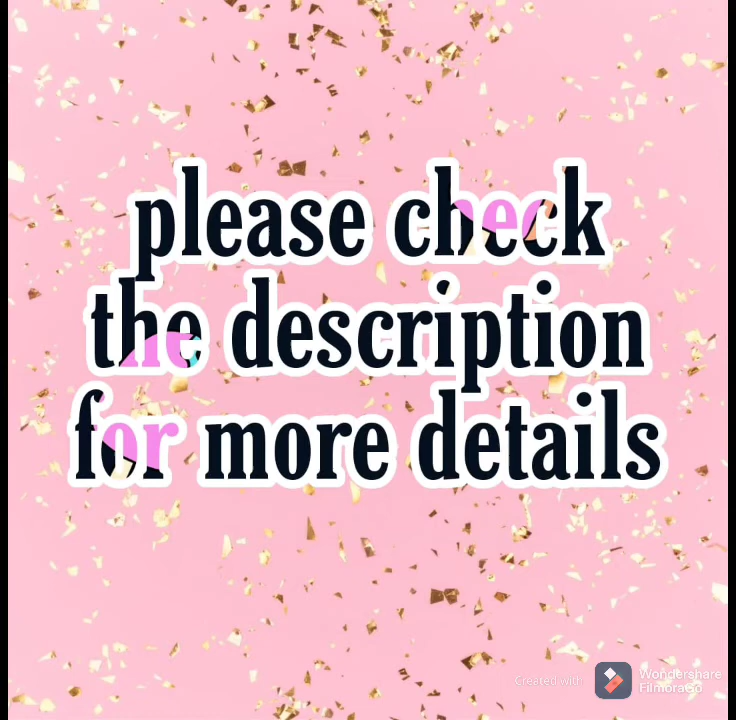 please check
the description
for more details
Created with
Wondershare
FilmoraGo